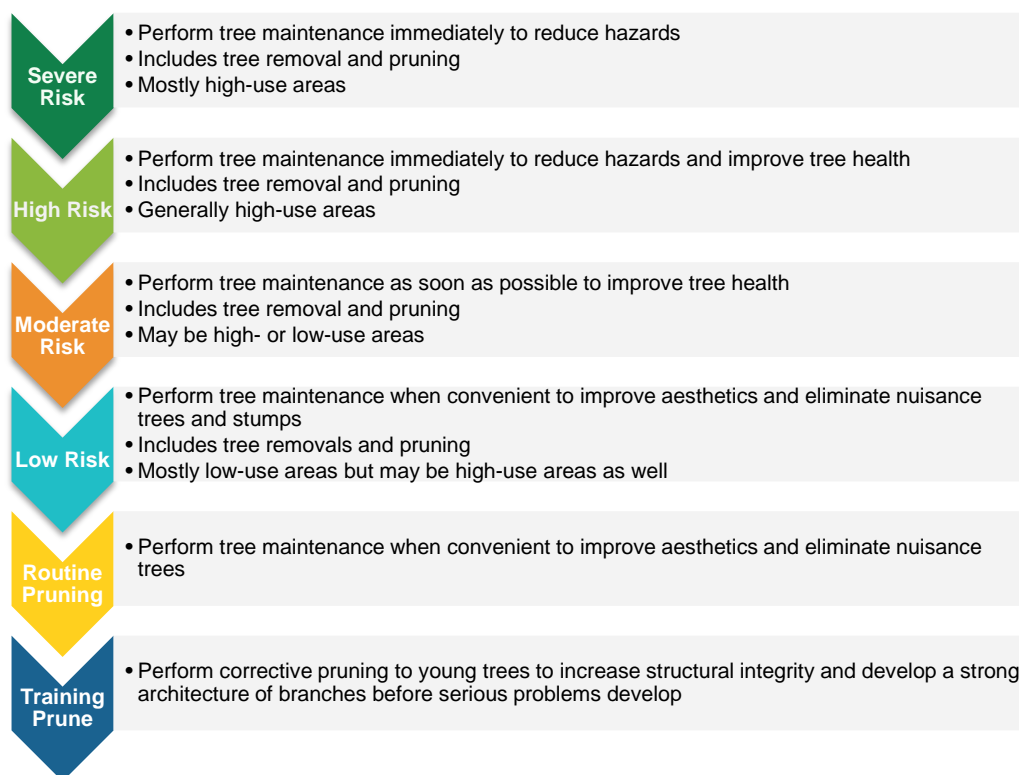 Severe
Risk
• Perform tree maintenance immediately to reduce hazards
• Includes tree removal and pruning
• Mostly high-use areas
High Risk
• Perform tree maintenance immediately to reduce hazards and improve tree health
• Includes tree removal and pruning
• Generally high-use areas
Moderate
Risk
• Perform tree maintenance as soon as possible to improve tree health
• Includes tree removal and pruning
• May be high- or low-use areas
Low Risk
• Perform tree maintenance when convenient to improve aesthetics and eliminate nuisance
trees and stumps
• Includes tree removals and pruning
• Mostly low-use areas but may be high-use areas as well
Routine
Pruning
• Perform tree maintenance when convenient to improve aesthetics and eliminate nuisance
trees
Training
Prune
• Perform corrective pruning to young trees to increase structural integrity and develop a strong
architecture of branches before serious problems develop